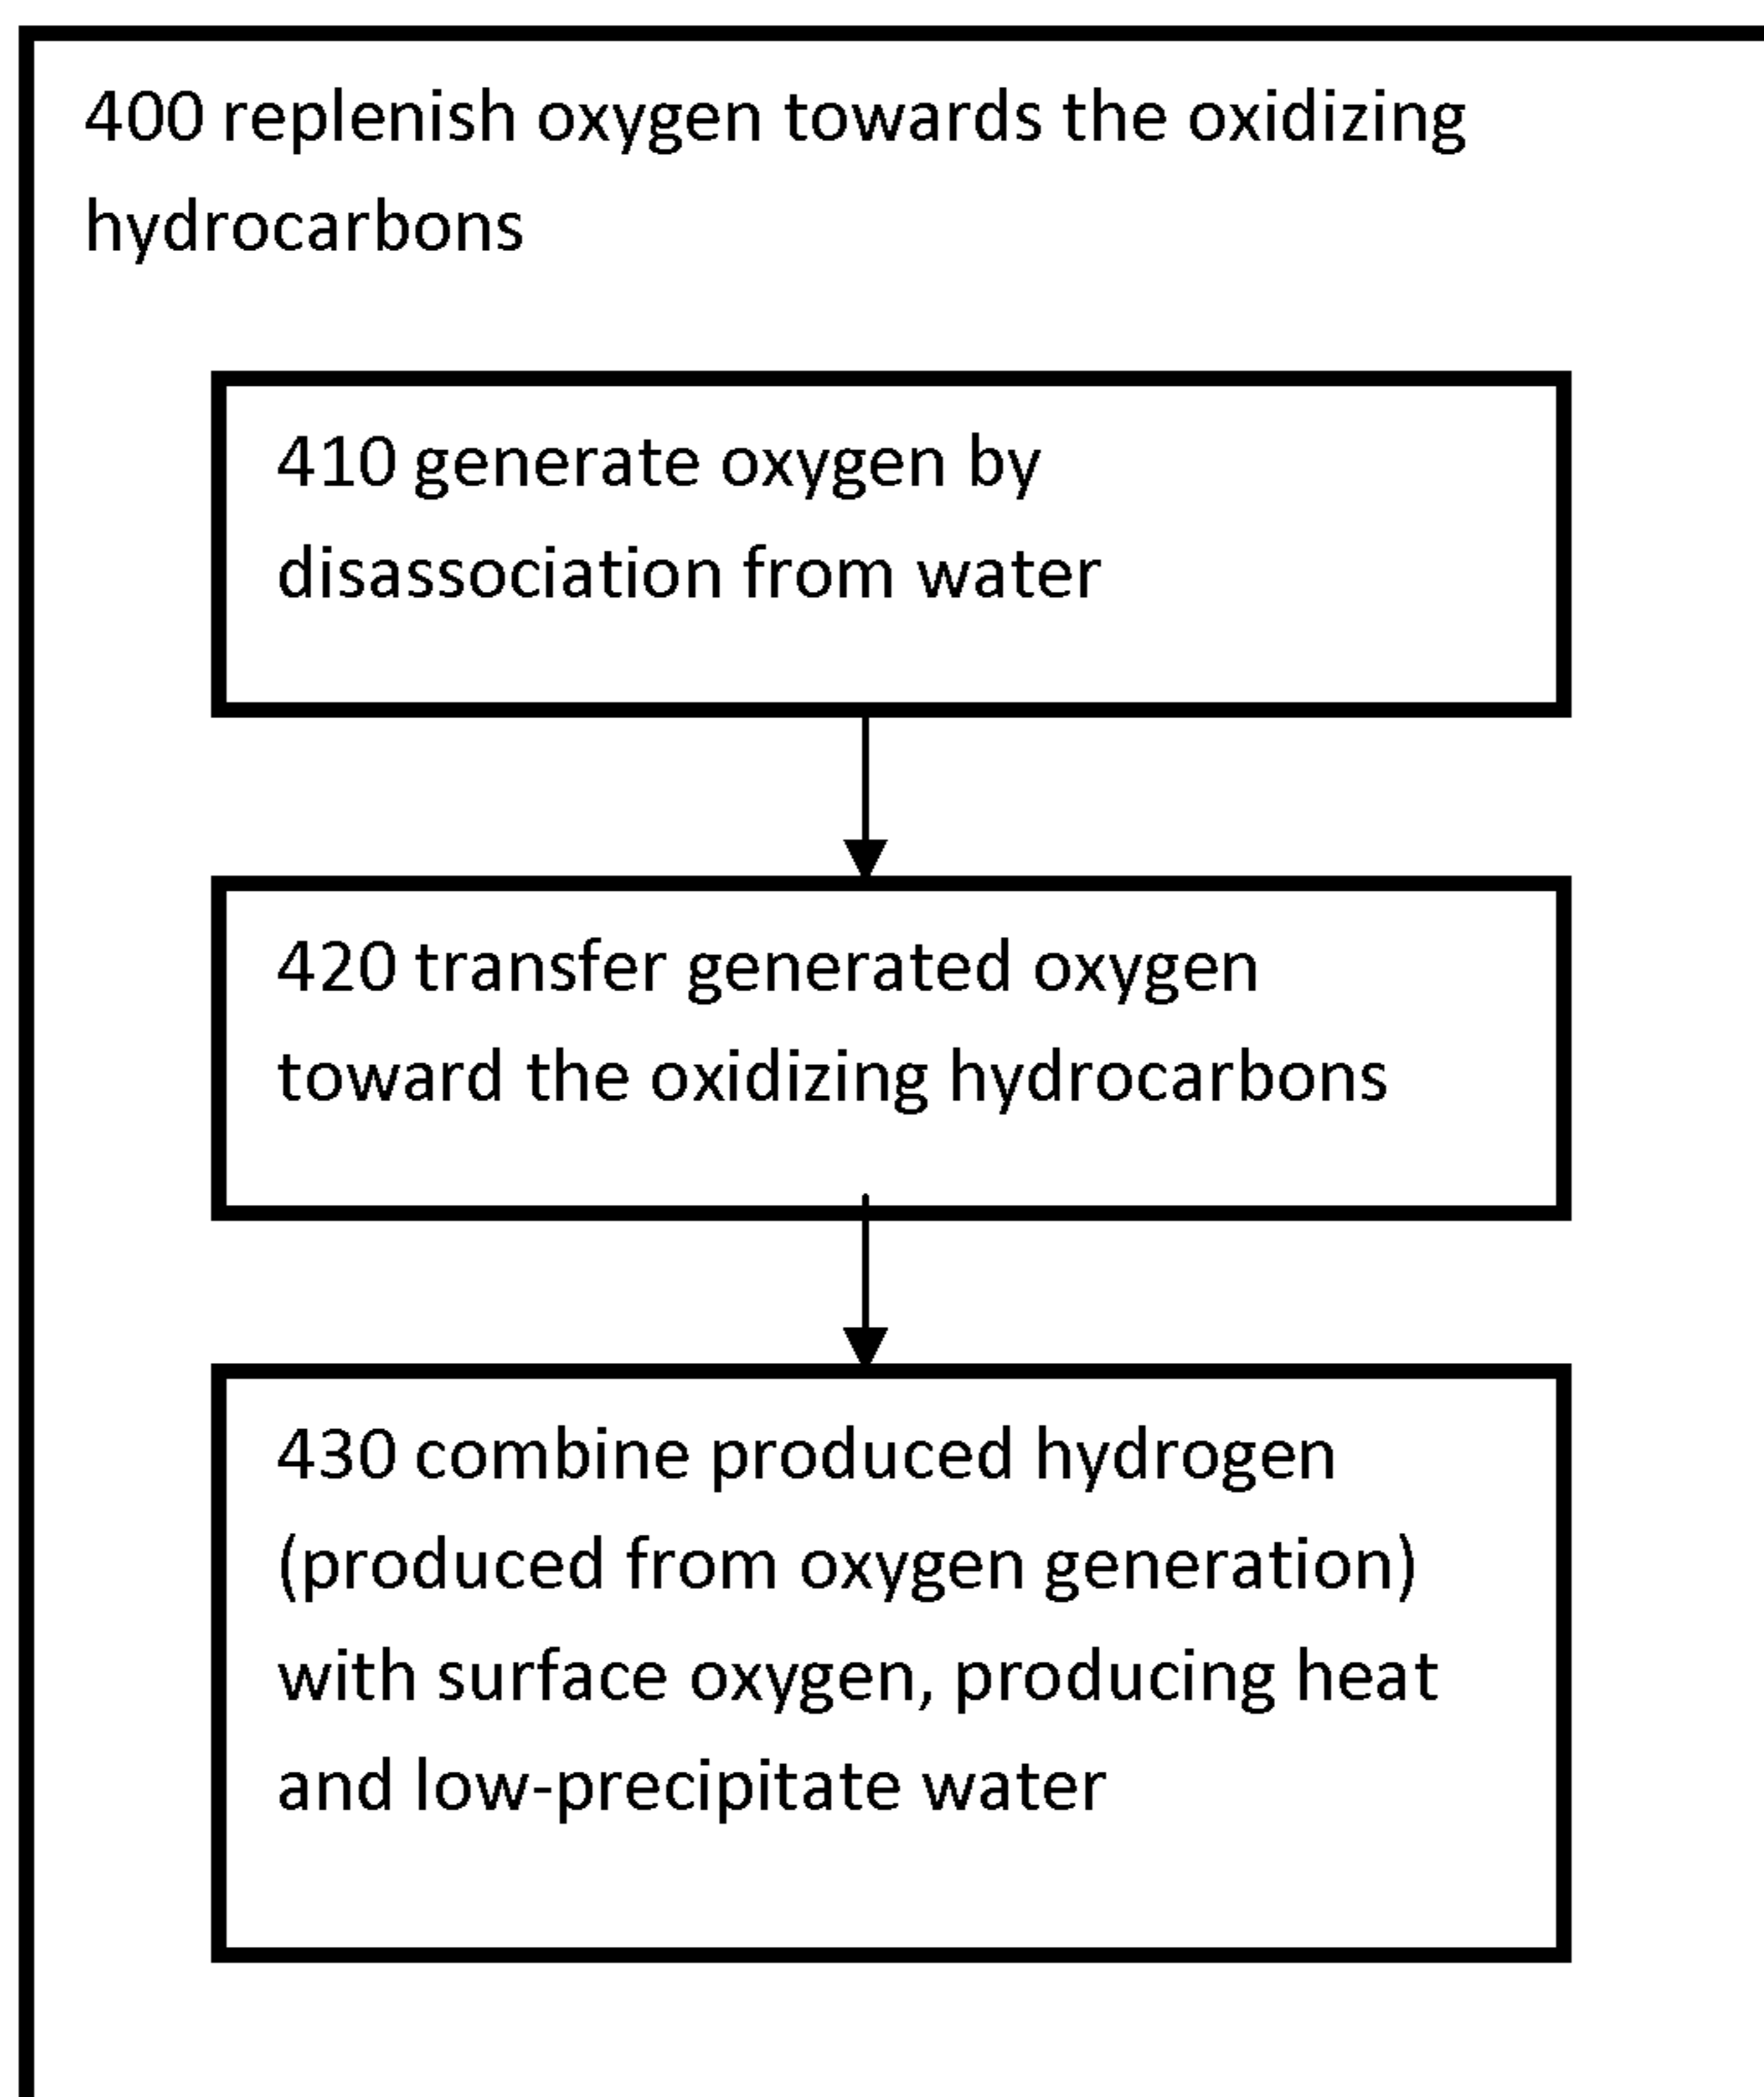 400 replenish oxygen towards the oxidizing
hydrocarbons
410 generate oxygen by
disassociation from water
420 transfer generated oxygen
toward the oxidizing hydrocarbons
430 combine produced hydrogen
(produced from oxygen generation)
with surface oxygen, producing heat
and low-precipitate water